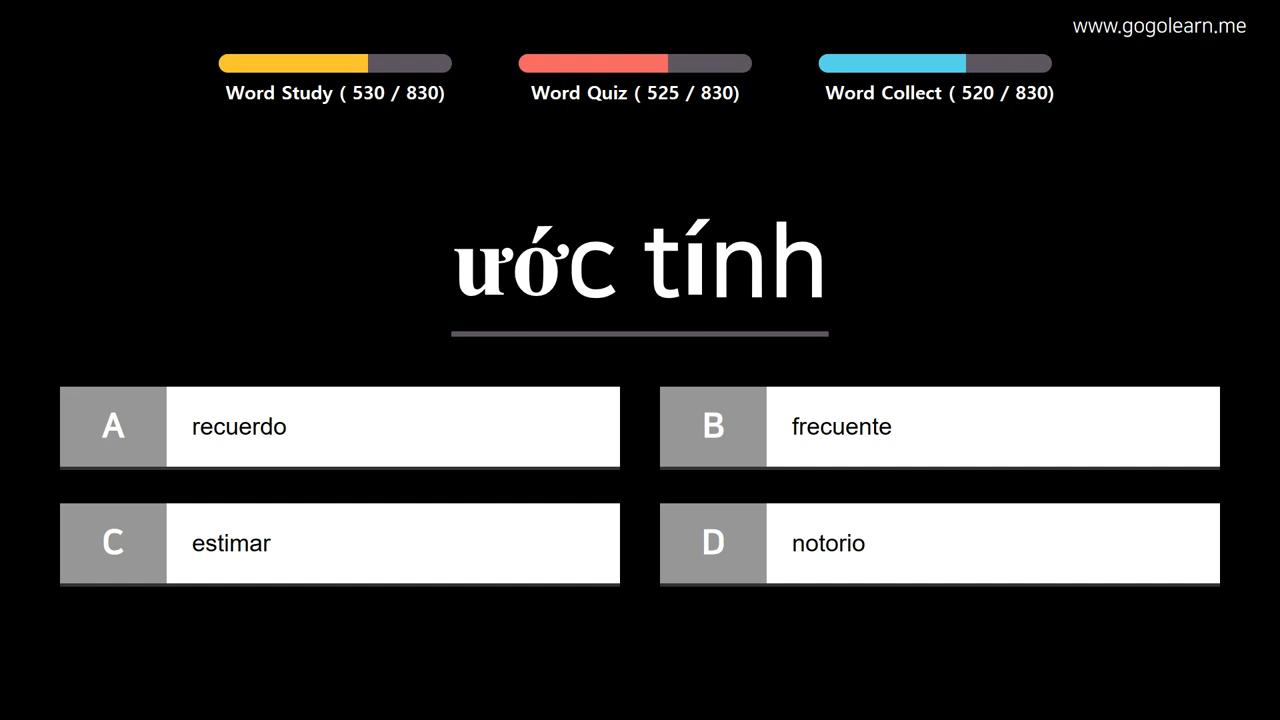 www.gogolearn.me
Word Study ( 530 / 830)
Word Quiz ( 525 / 830)
Word Collect ( 520 / 830)
ước tính
A recuerdo
B frecuente
C estimar
D notorio